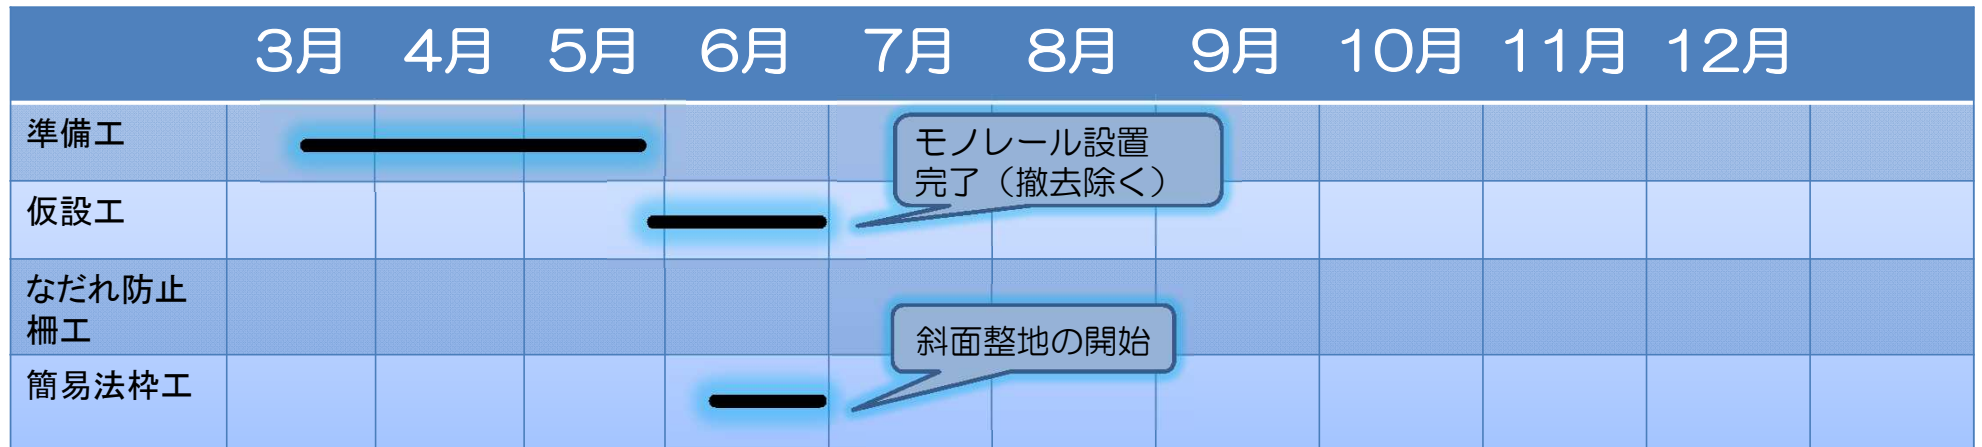 3月 4月 5月 6月 7月 8月 9月 10月 11月 12月
準備工
モノレール設置
完了（撤去除く）
仮設工
なだれ防止
柵工
斜面整地の開始
簡易法枠工